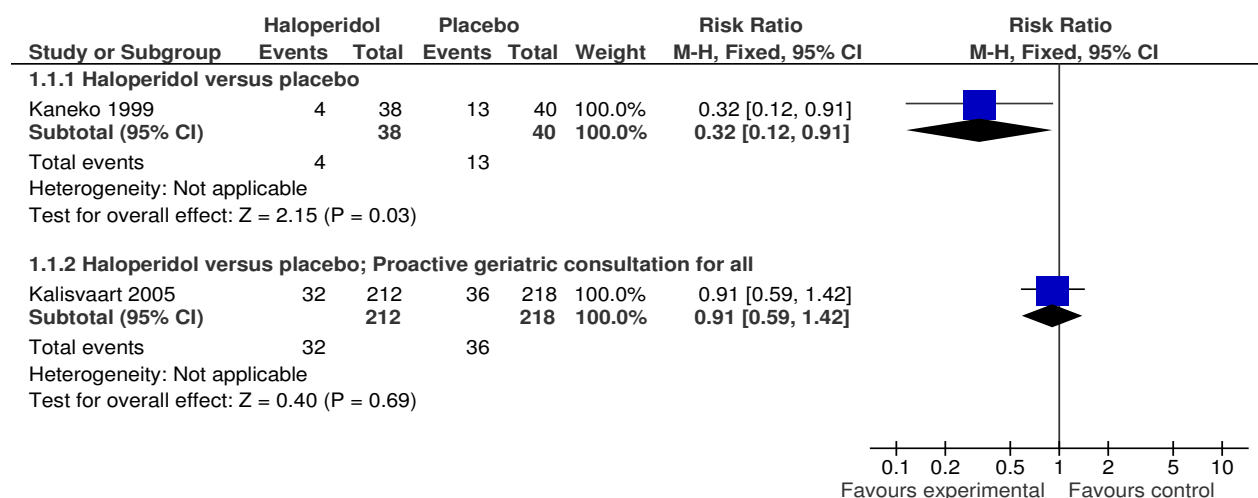 Haloperidol Placebo Risk Ratio Risk Ratio
Study or Subgroup Events Total Events Total Weight M-H, Fixed, 95% CI M-H, Fixed, 95% CI
1.1.1 Haloperidol versus placebo
Kaneko 1999 4 38 13 40 100.0% 0.32 [0.12, 0.91]
Subtotal (95% CI) 38 40 100.0% 0.32 [0.12, 0.91]
Total events 4 13
Heterogeneity: Not applicable
Test for overall effect: Z = 2.15 (P = 0.03)
1.1.2 Haloperidol versus placebo; Proactive geriatric consultation for all
Kalisvaart 2005 32 212 36 218 100.0% 0.91 [0.59, 1.42]
Subtotal (95% CI) 212 218 100.0% 0.91 [0.59, 1.42]
Total events 32 36
Heterogeneity: Not applicable
Test for overall effect: Z = 0.40 (P = 0.69)
0.1 0.2 0.5 1 2 5 10
Favours experimental Favours control